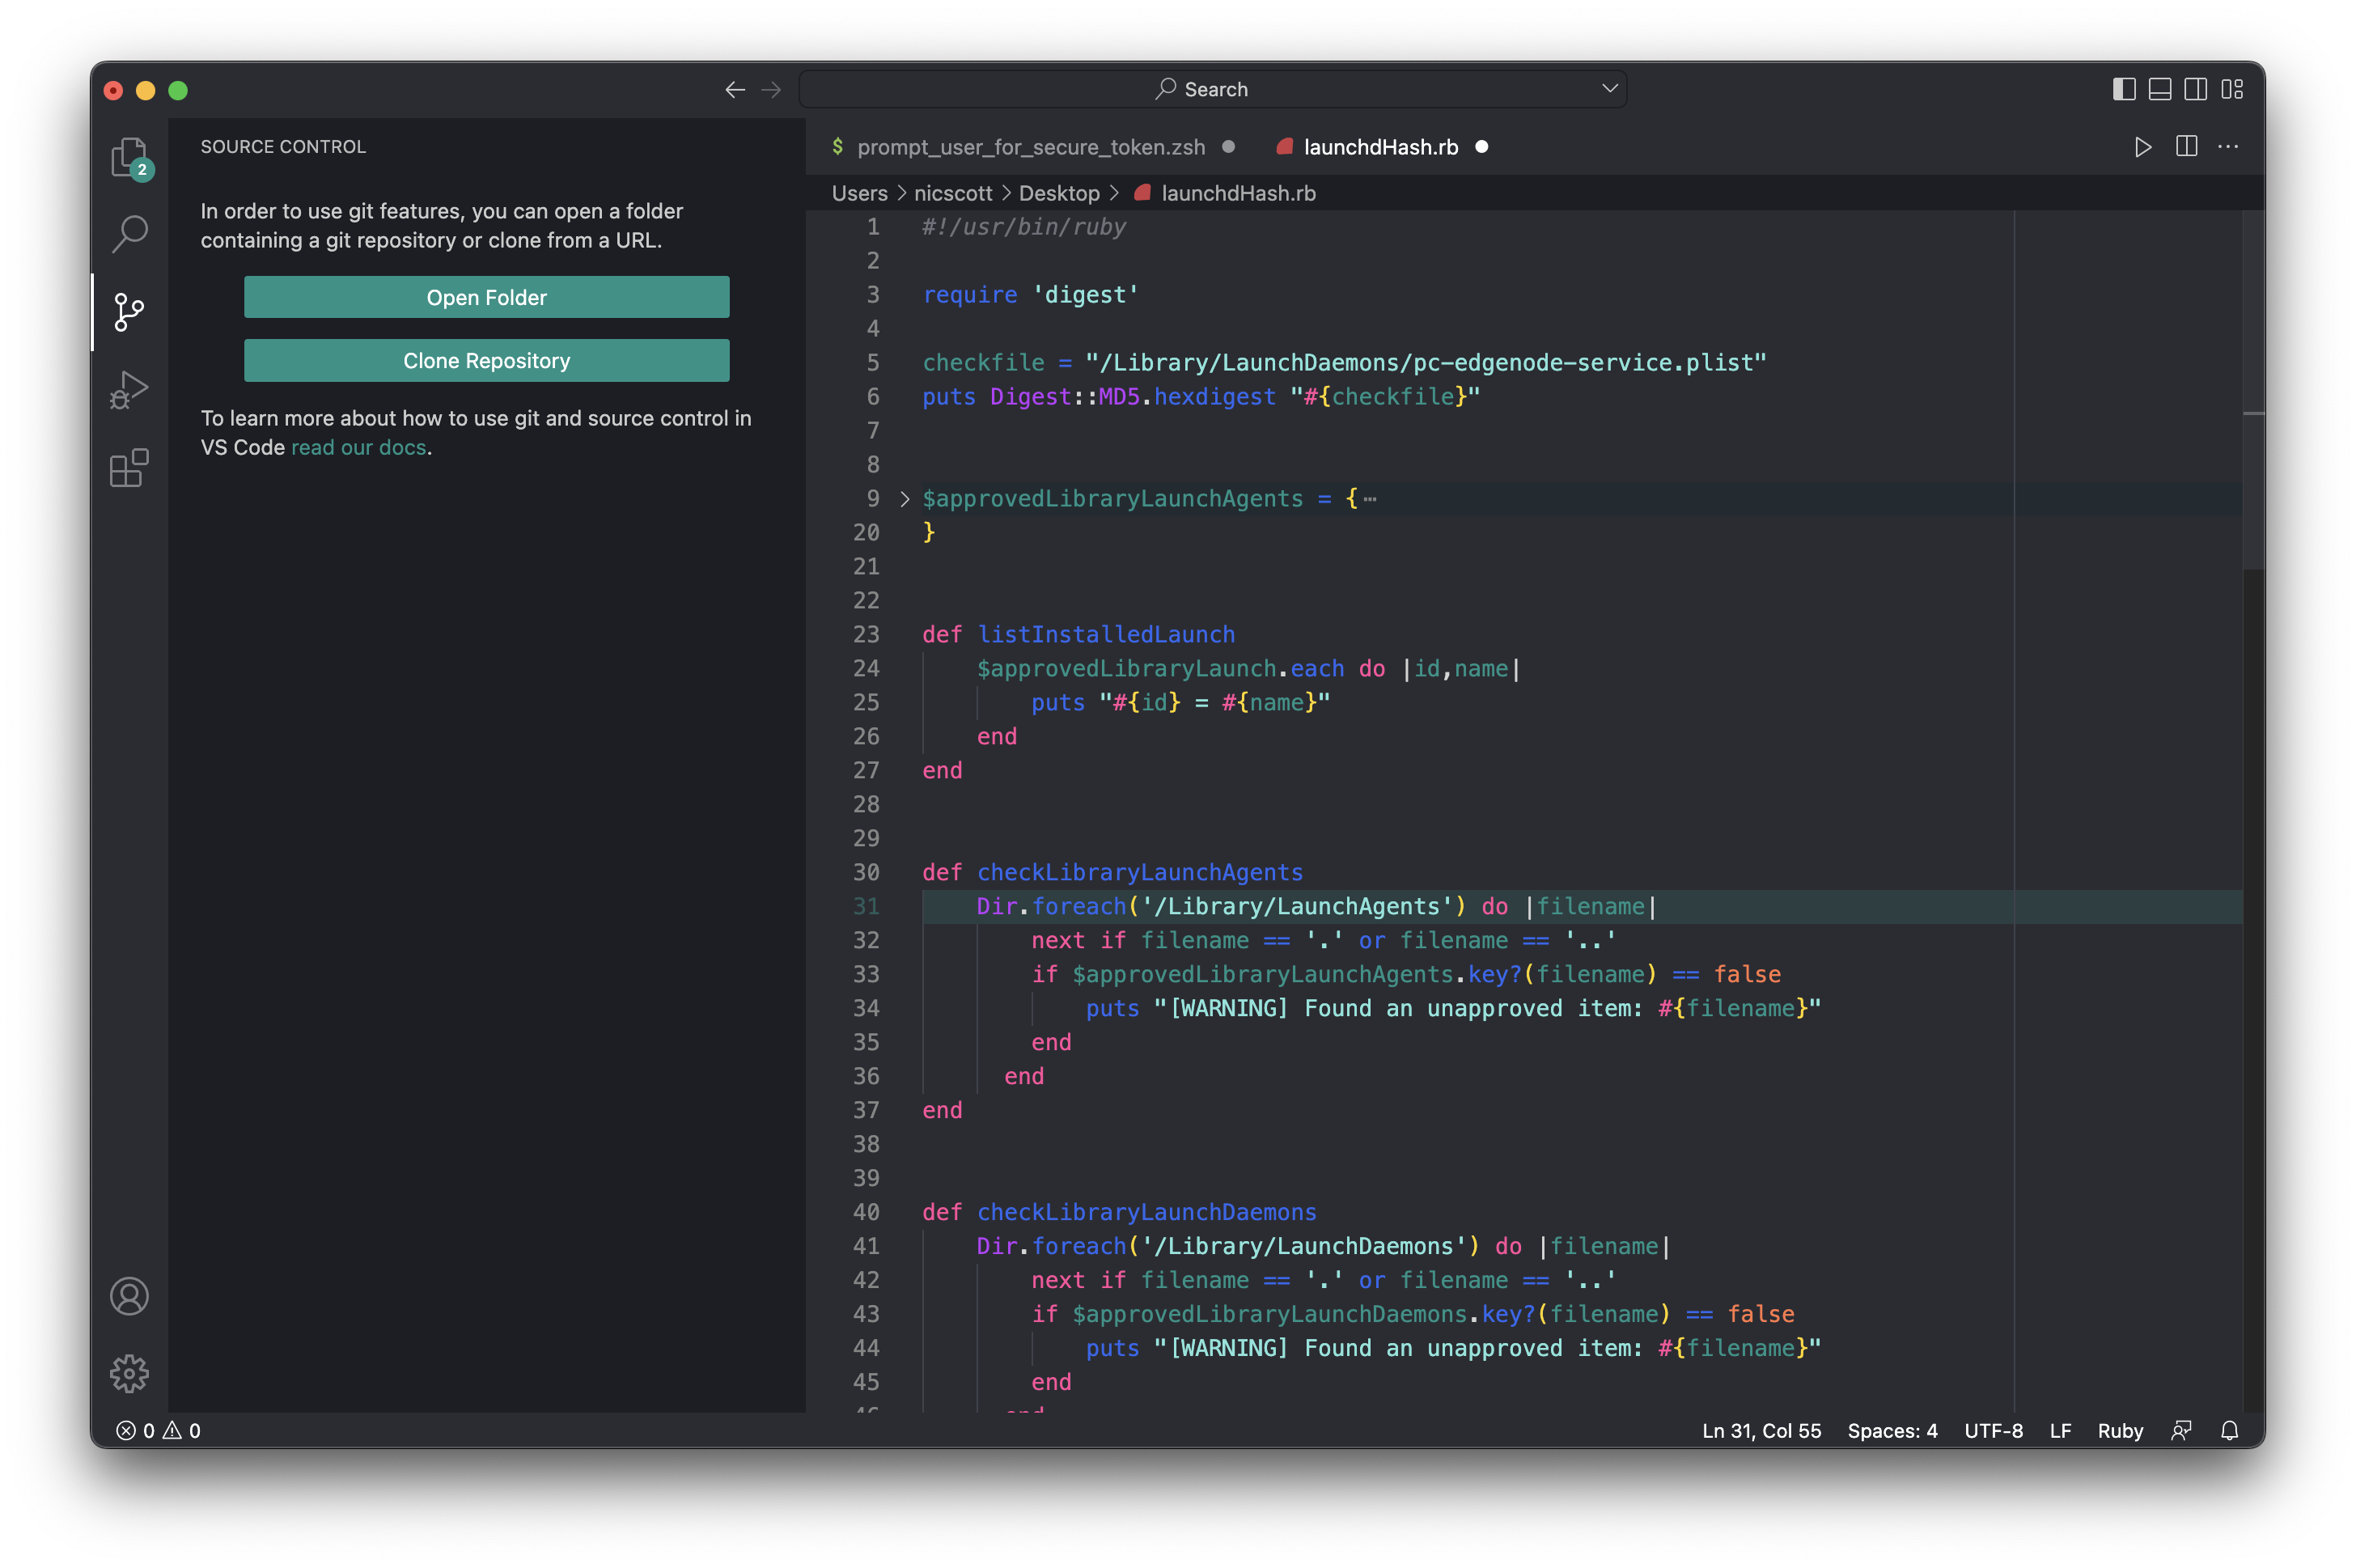 Search
SOURCE CONTROL
In order to use git features, you can open a folder
containing a git repository or clone from a URL.
Open Folder
Clone Repository
To learn more about how to use git and source control in
VS Code read our docs.
2
$ prompt_user_for_secure_token.zsh
launchdHash.rb
Users > nicscott > Desktop > launchdHash.rb
1 #!/usr/bin/ruby
2
3 require 'digest'
4
5 checkfile = "/Library/LaunchDaemons/pc-edgenode-service.plist"
6 puts Digest::MD5.hexdigest "#{checkfile}"
7
8
9 > $approvedLibraryLaunchAgents = {⋯
20 }
21
22
23 def listInstalledLaunch
24     $approvedLibraryLaunch.each do |id,name|
25         puts "#{id} = #{name}"
26     end
27 end
28
29
30 def checkLibraryLaunchAgents
31     Dir.foreach('/Library/LaunchAgents') do |filename|
32         next if filename == '.' or filename == '..'
33         if $approvedLibraryLaunchAgents.key?(filename) == false
34             puts "[WARNING] Found an unapproved item: #{filename}"
35         end
36       end
37 end
38
39
40 def checkLibraryLaunchDaemons
41     Dir.foreach('/Library/LaunchDaemons') do |filename|
42         next if filename == '.' or filename == '..'
43         if $approvedLibraryLaunchDaemons.key?(filename) == false
44             puts "[WARNING] Found an unapproved item: #{filename}"
45         end
46       end
0 0
Ln 31, Col 55 Spaces: 4 UTF-8 LF Ruby